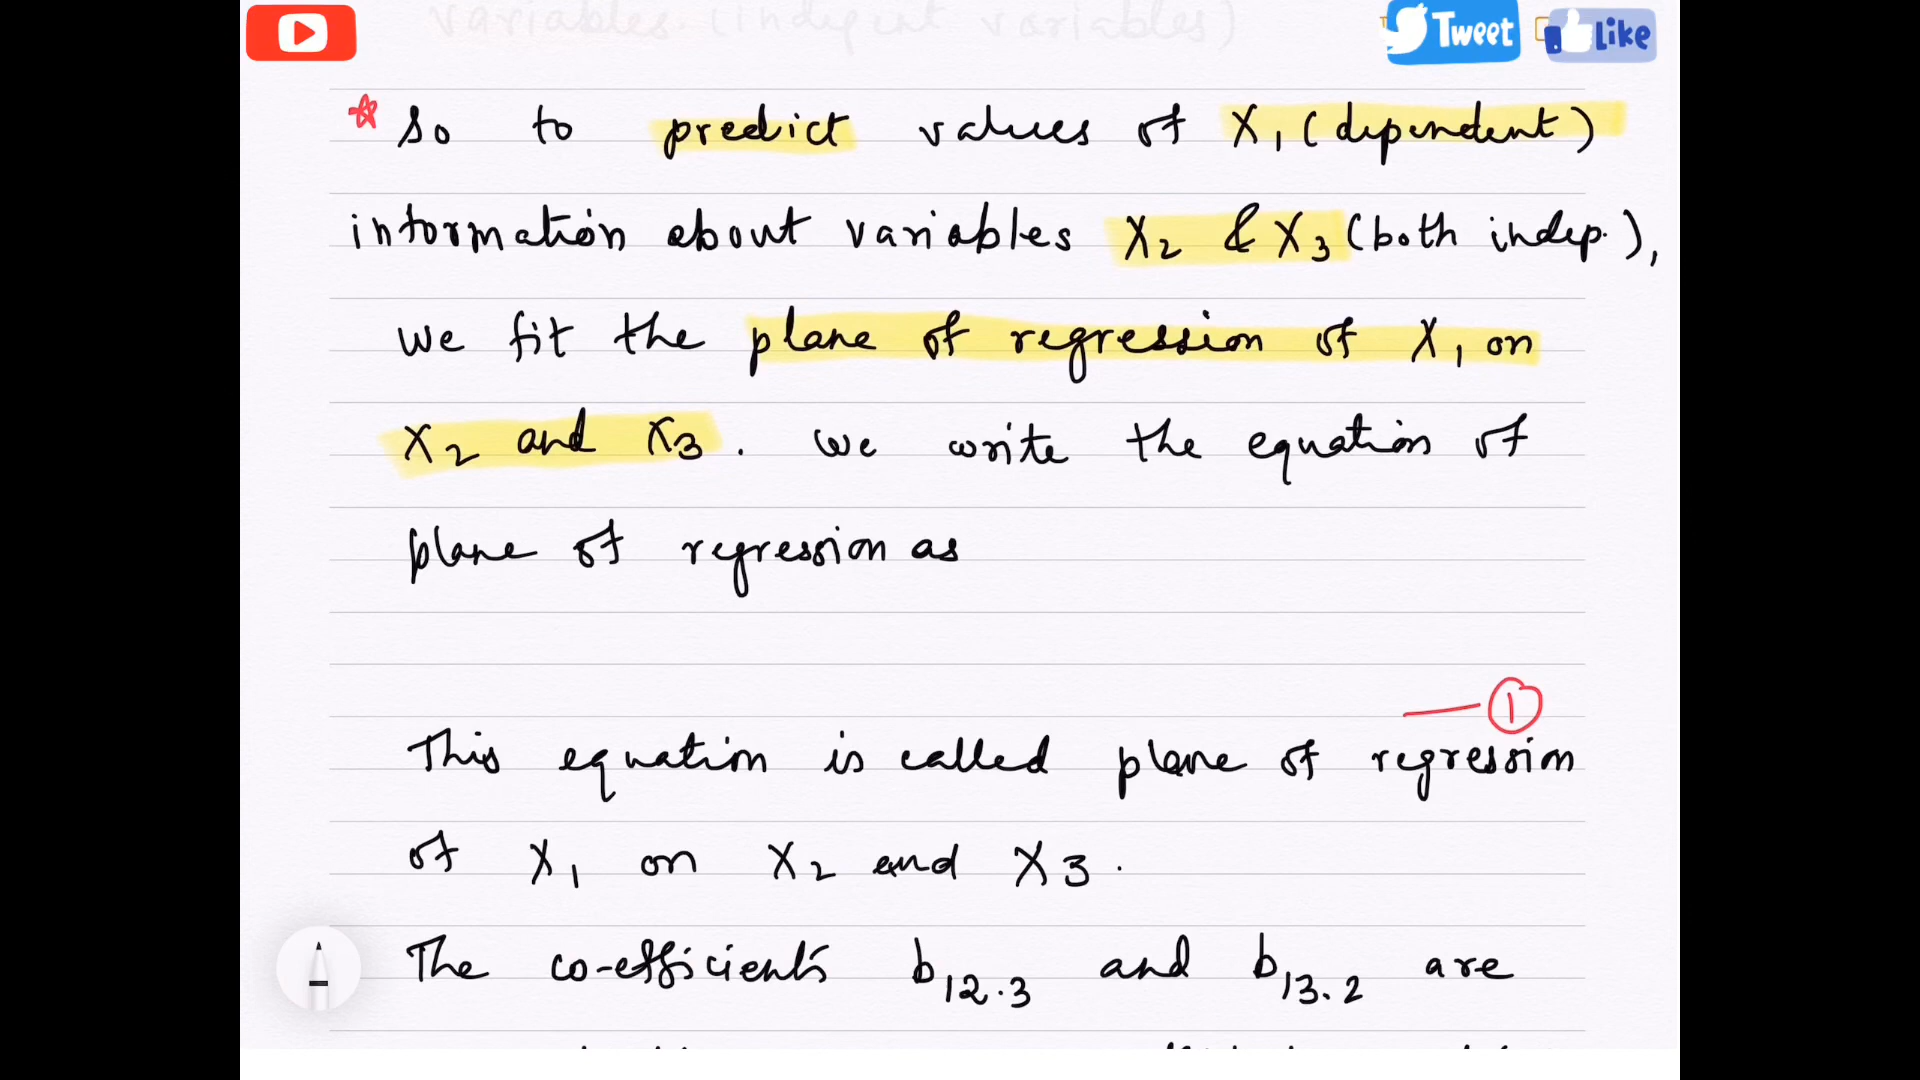 variables. (indepent variables)
Tweet
Like
So to predict values of X1 (dependent)
information about variables X2 & X3 (both indep.),
we fit the plane of regression of X1 on
X2 and X3. We write the equation of
plane of regression as
1
This equation is called plane of regression
of X1 on X2 and X3.
The co-efficients b12.3 and b13.2 are